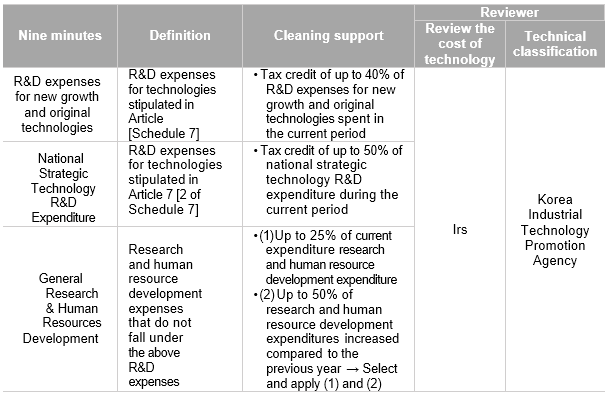 Nine minutes
Definition
Cleaning support
Reviewer
Review the
cost of
technology
Technical
classification
R&D expenses
for new growth
and original
technologies
R&D expenses
for technologies
stipulated in
Article
[Schedule 7]
• Tax credit of up to 40% of
R&D expenses for new
growth and original
technologies spent in
the current period
National
Strategic
Technology
R&D
Expenditure
R&D expenses
for technologies
stipulated in
Article 7 [2 of
Schedule 7]
• Tax credit of up to 50% of
national strategic
technology R&D
expenditure during the
current period
General
Research
& Human
Resources
Development
Research
and human
resource
development
expenses
that do not
fall under
the above
R&D
expenses
• (1) Up to 25% of current
expenditure research
and human resource
development expenditure
• (2) Up to 50% of
research and human
resource development
expenditures increased
compared to the
previous year → Select
and apply (1) and (2)
Irs
Korea
Industrial
Technology
Promotion
Agency